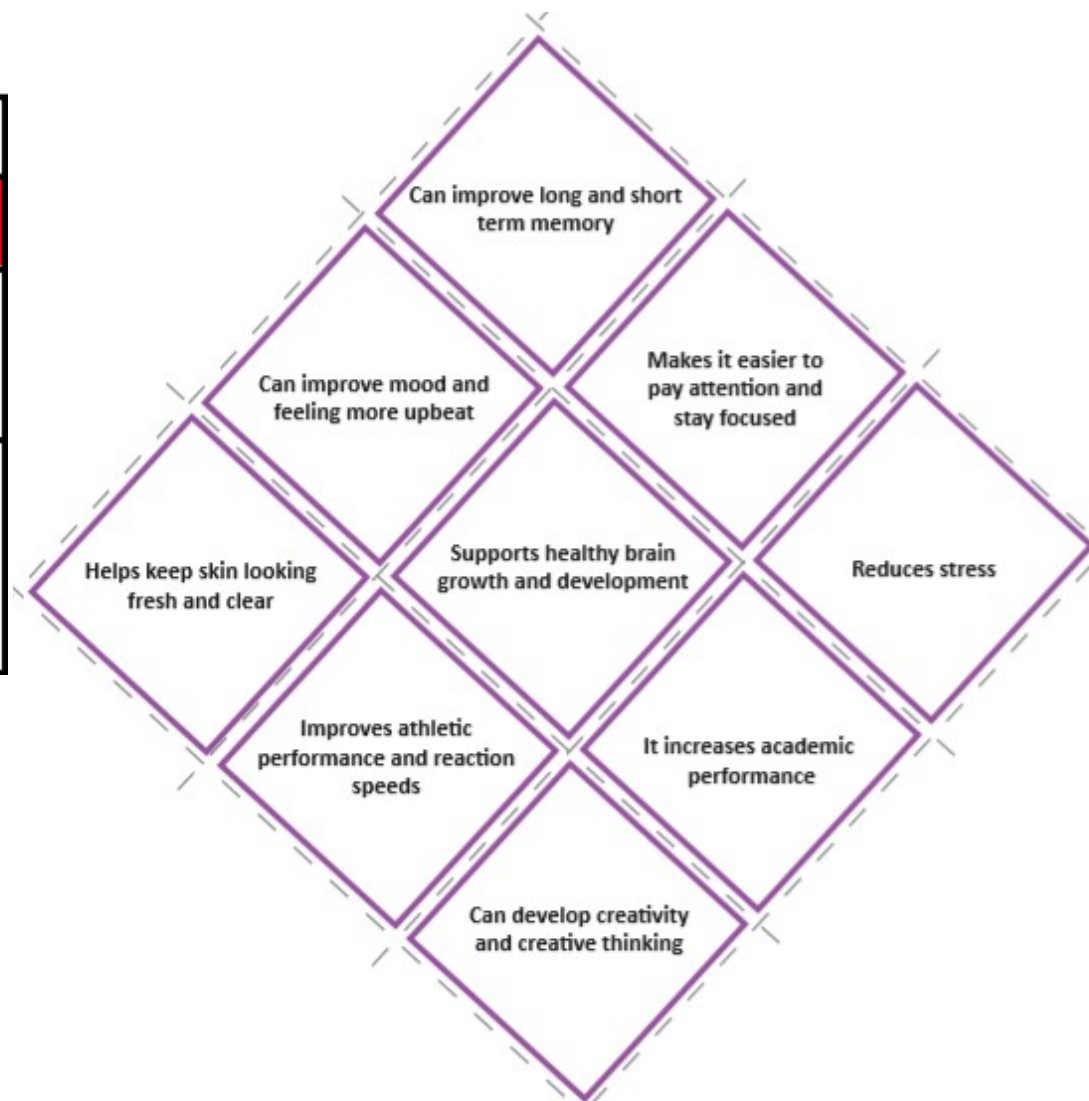 Can improve long and short
term memory
Can improve mood and
feeling more upbeat
Makes it easier to
pay attention and
stay focused
Helps keep skin looking
fresh and clear
Supports healthy brain
growth and development
Reduces stress
Improves athletic
performance and reaction
speeds
It increases academic
performance
Can develop creativity
and creative thinking